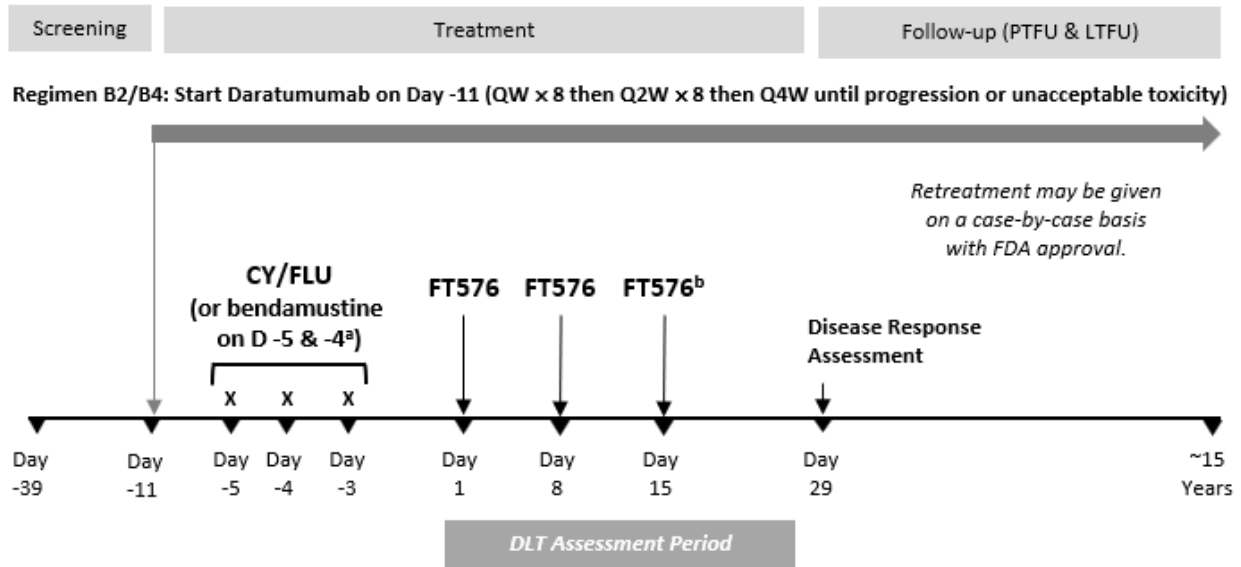 Screening
Treatment
Follow-up (PTFU & LTFU)
Regimen B2/B4: Start Daratumumab on Day -11 (QW x 8 then Q2W x 8 then Q4W until progression or unacceptable toxicity)
Retreatment may be given
on a case-by-case basis
with FDA approval.
CY/FLU
(or bendamustine
on D -5 & -4ᵃ)
FT576
FT576
FT576ᵇ
Disease Response
Assessment
X
X
X
Day
-39
Day
-11
Day
-5
Day
-4
Day
-3
Day
1
Day
8
Day
15
Day
29
~15
Years
DLT Assessment Period